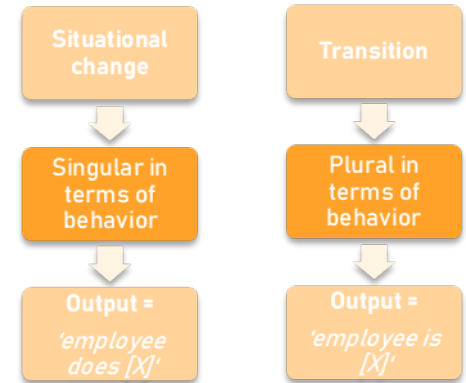 Situational
change
Singular in
terms of
behavior
Output =
'employee
does [X]'
Transition
Plural in
terms of
behavior
Output =
'employee is
[X]'